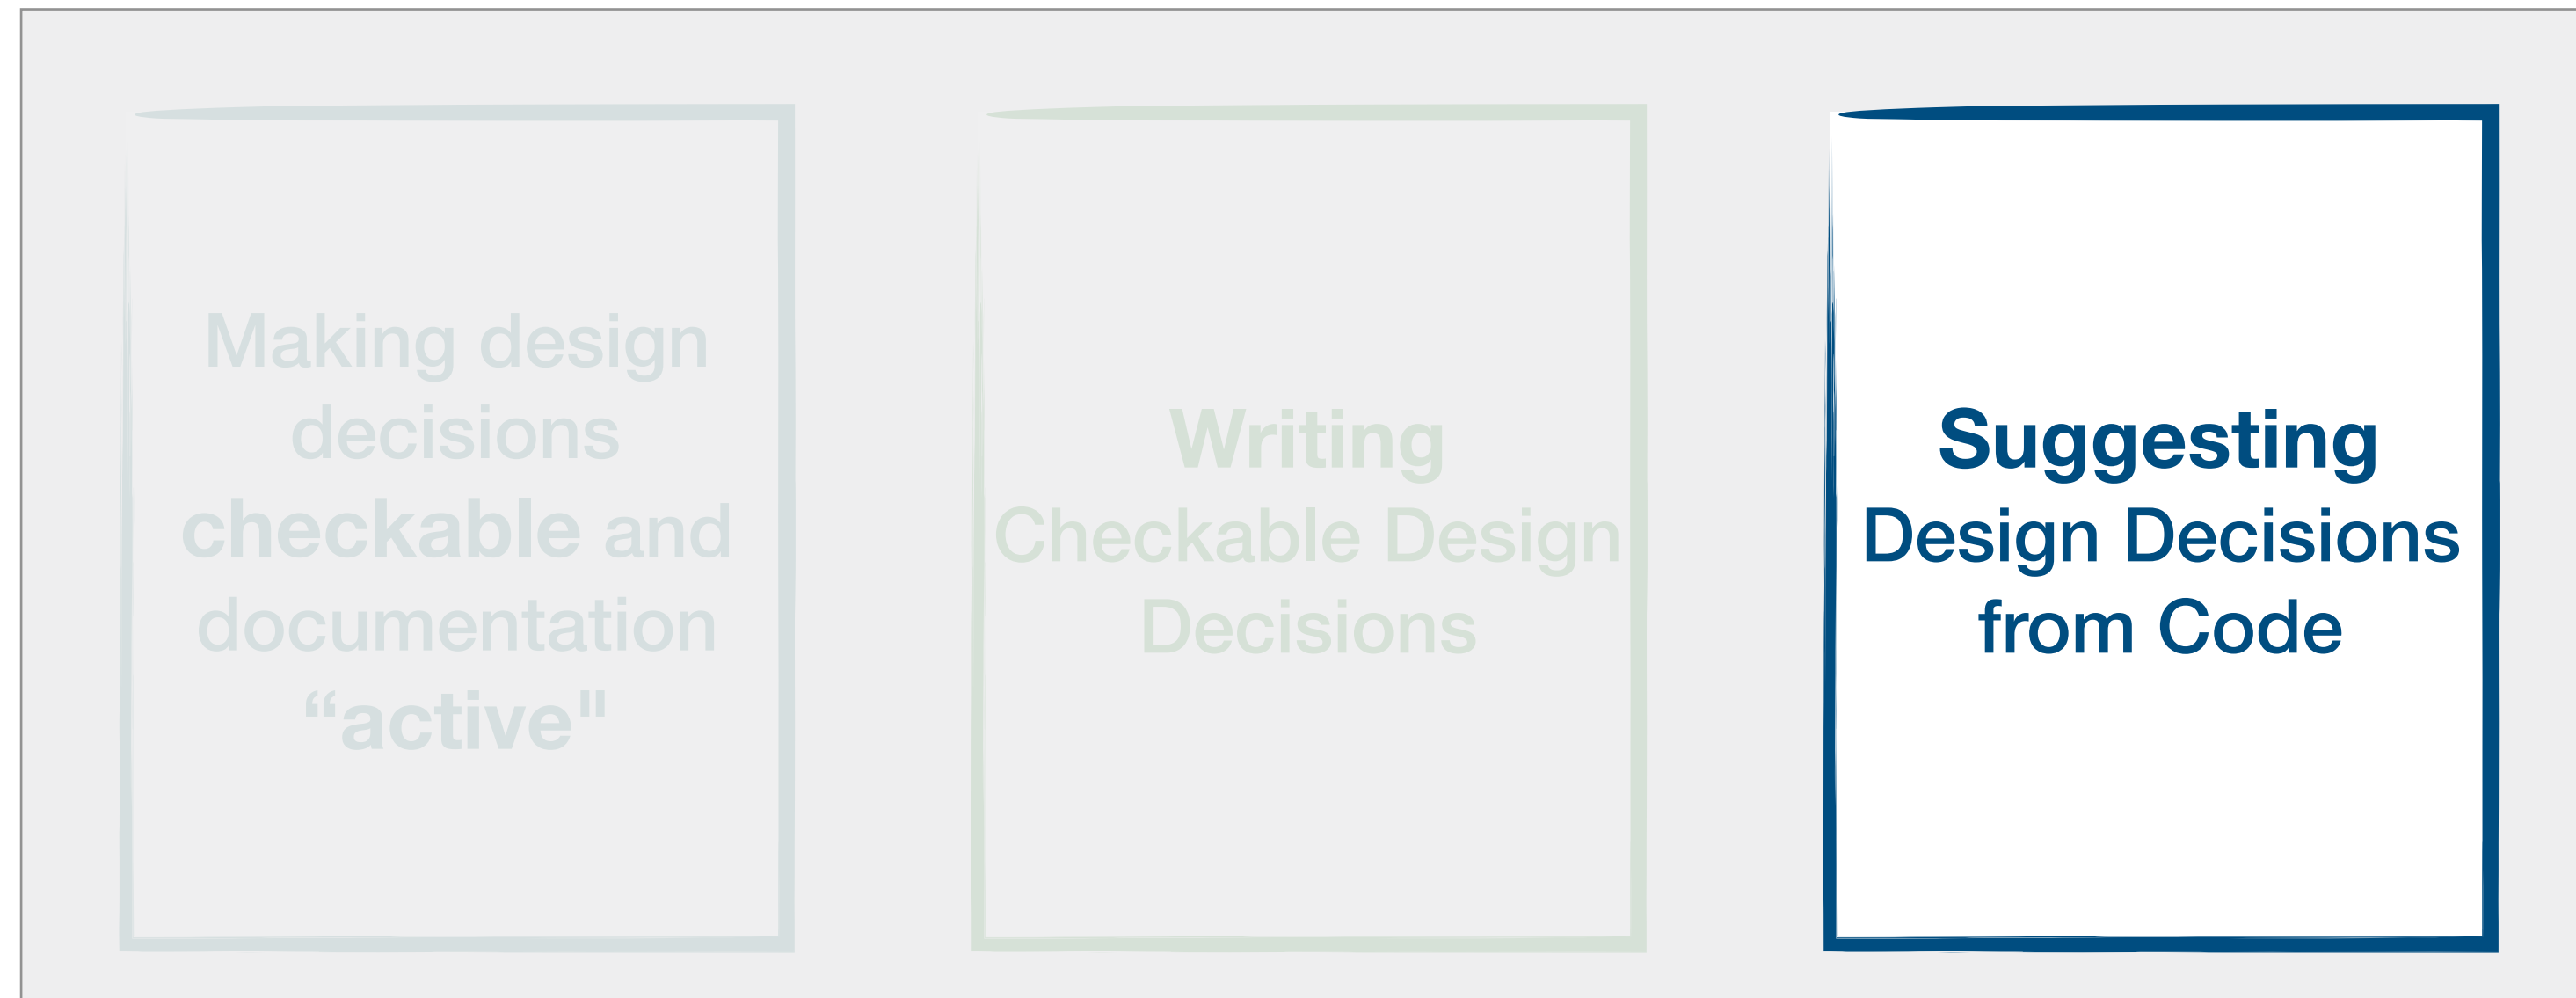 Making design
decisions
checkable and
documentation
“active"
Writing
Checkable Design
Decisions
Suggesting
Design Decisions
from Code